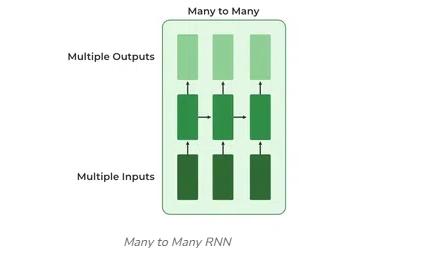 Many to Many
Multiple Outputs
Multiple Inputs
Many to Many RNN